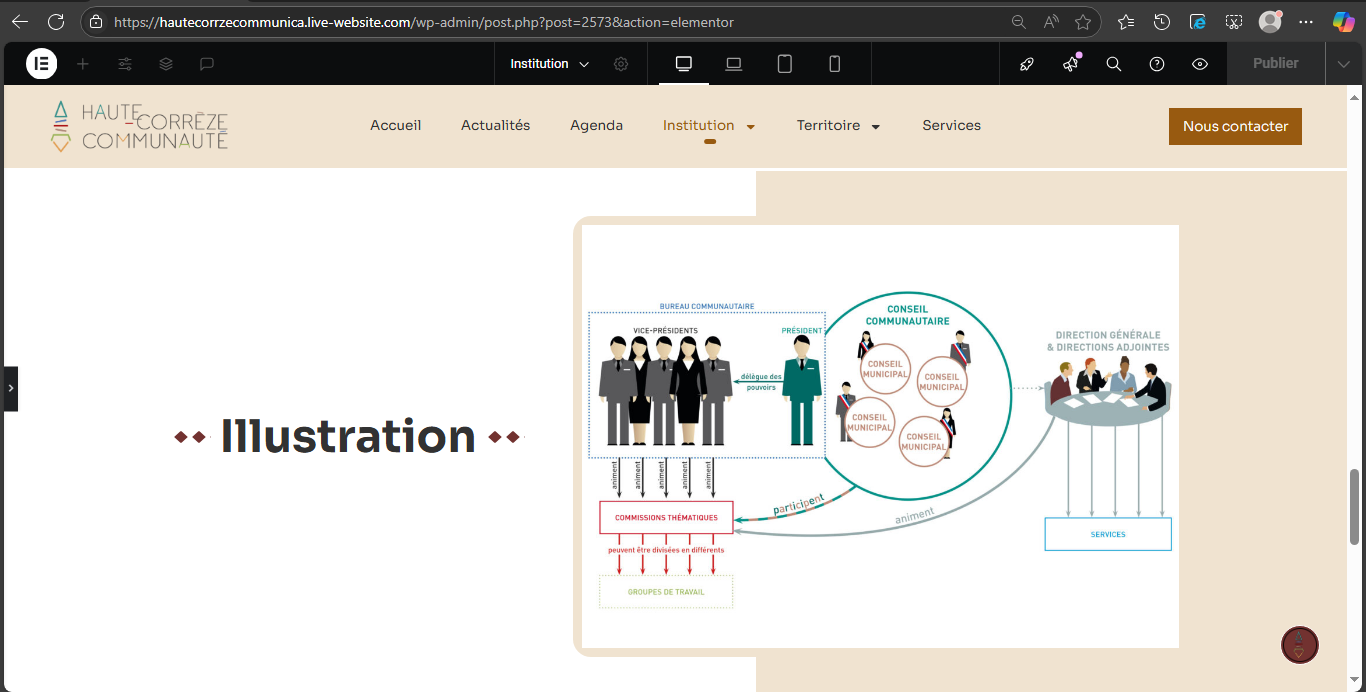 https://hautecorrzecommunica.live-website.com/wp-admin/post.php?post=2573&action=elementor
Institution
Publier
HAUTE
-CORRÈZE
COMMUNAUTÉ
Accueil
Actualités
Agenda
Institution
Territoire
Services
Nous contacter
Illustration
BUREAU COMMUNAUTAIRE
VICE-PRÉSIDENTS
PRÉSIDENT
délègue des
pouvoirs
CONSEIL
COMMUNAUTAIRE
CONSEIL
MUNICIPAL
CONSEIL
MUNICIPAL
CONSEIL
MUNICIPAL
CONSEIL
MUNICIPAL
DIRECTION GÉNÉRALE
& DIRECTIONS ADJOINTES
animent
animent
animent
animent
animent
participent
animent
COMMISSIONS THÉMATIQUES
peuvent être divisées en différents
GROUPES DE TRAVAIL
SERVICES